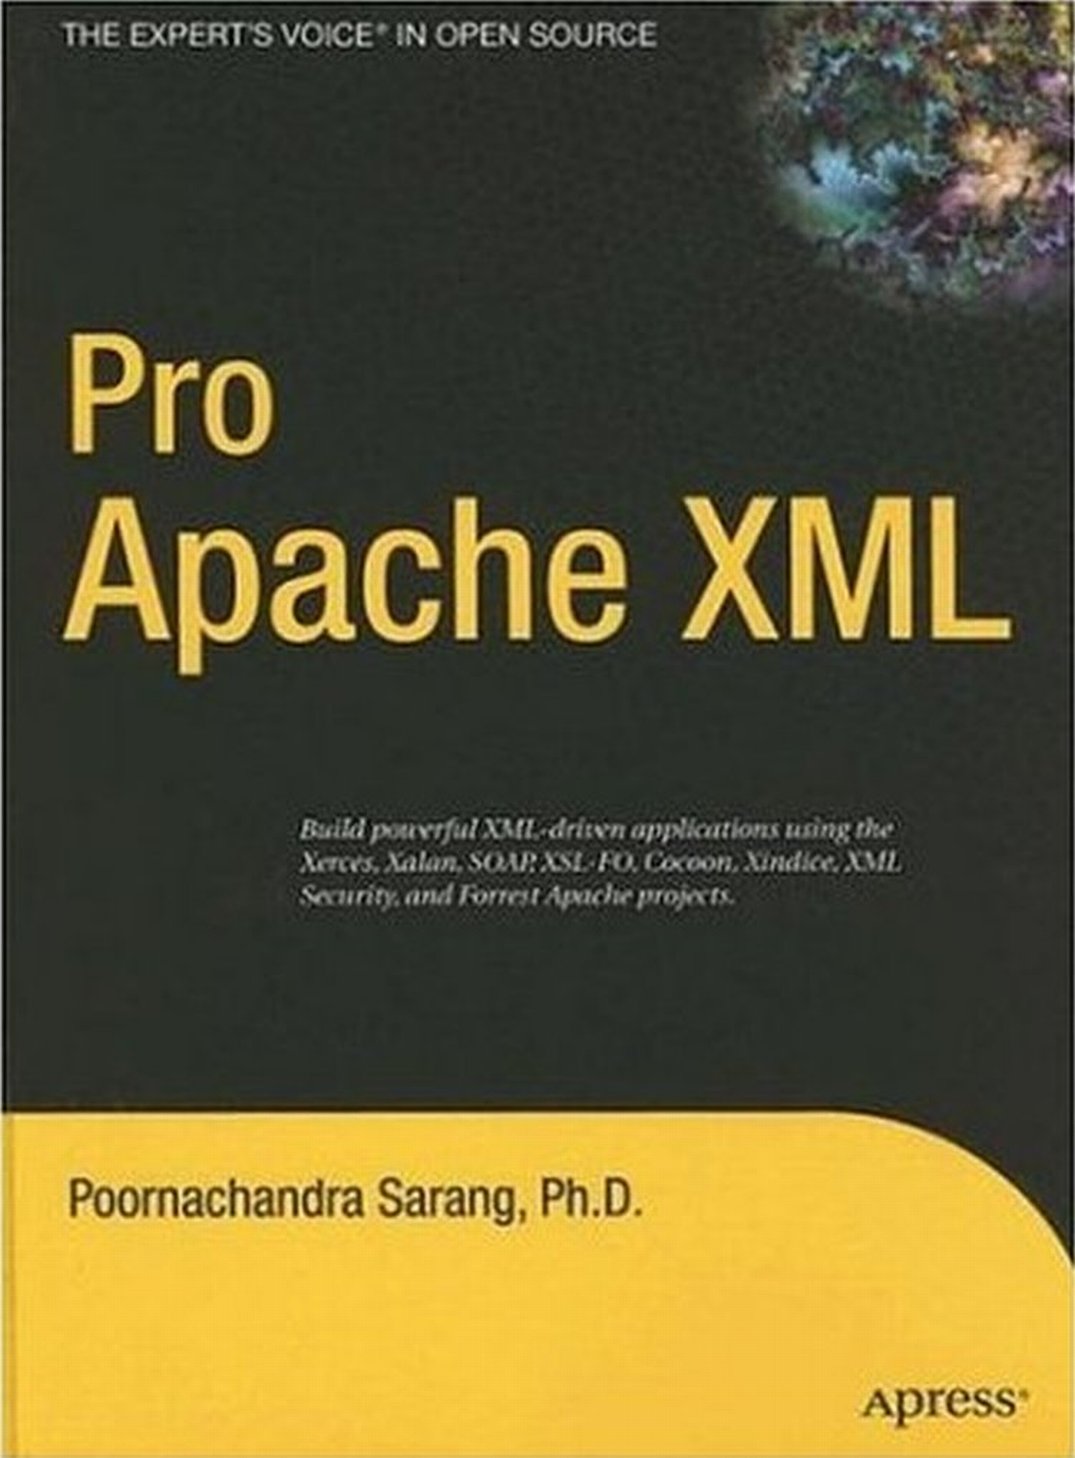 THE EXPERT'S VOICE® IN OPEN SOURCE
Pro
Apache XML
Build powerful XML-driven applications using the
Xerces, Xalan, SOAP, XSL-FO, Cocoon, Xindice, XML
Security, and Forrest Apache projects.
Poornachandra Sarang, Ph.D.
Apress®